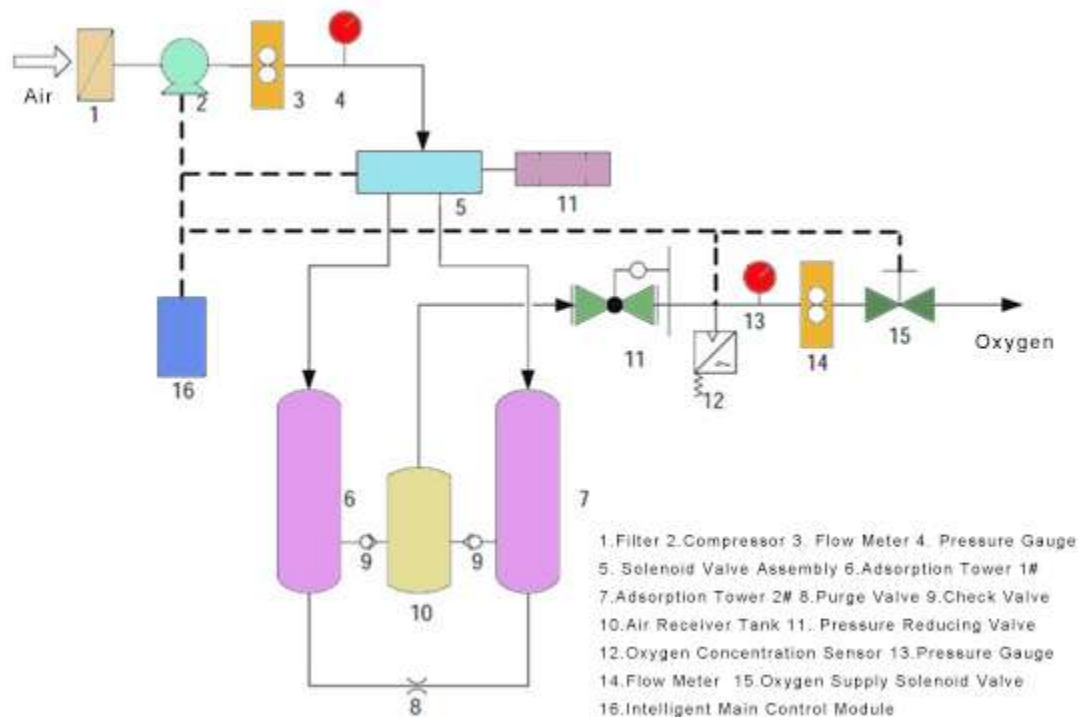 Air
1
2
3
4
5
11
16
11
12
13
14
15
Oxygen
6
7
9
9
10
8
1.Filter 2.Compressor 3. Flow Meter 4. Pressure Gauge
5. Solenoid Valve Assembly 6.Adsorption Tower 1#
7.Adsorption Tower 2# 8.Purge Valve 9.Check Valve
10.Air Receiver Tank 11. Pressure Reducing Valve
12.Oxygen Concentration Sensor 13.Pressure Gauge
14.Flow Meter 15.Oxygen Supply Solenoid Valve
16.Intelligent Main Control Module